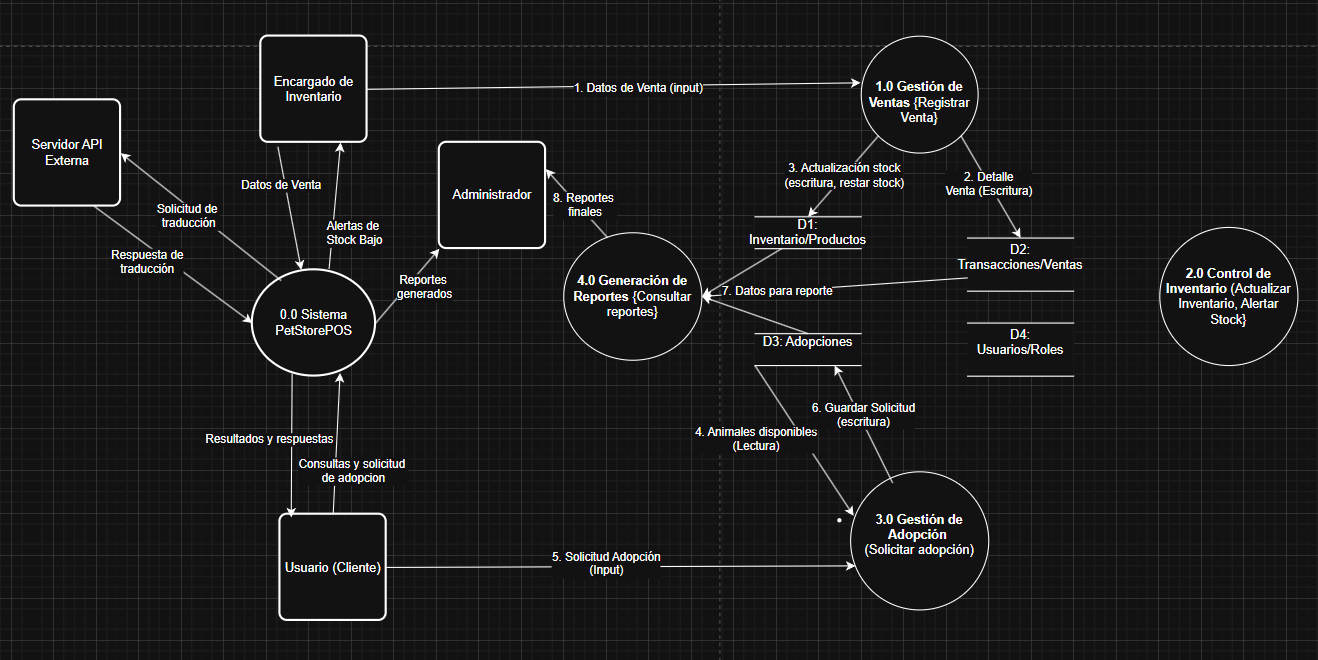 Encargado de
Inventario
1. Datos de Venta (input)
1.0 Gestión de
Ventas {Registrar
Venta}
Servidor API
Externa
Administrador
Datos de Venta
Solicitud de
traducción
Alertas de
Stock Bajo
Respuesta de
traducción
8. Reportes
finales
3. Actualización stock
(escritura, restar stock)
2. Detalle
Venta (Escritura)
D1:
Inventario/Productos
D2:
Transacciones/Ventas
Reportes
generados
4.0 Generación de
Reportes {Consultar
reportes}
7. Datos para reporte
2.0 Control de
Inventario (Actualizar
Inventario, Alertar
Stock}
0.0 Sistema
PetStorePOS
D3: Adopciones
D4:
Usuarios/Roles
6. Guardar Solicitud
(escritura)
4. Animales disponibles
(Lectura)
Resultados y respuestas
Consultas y solicitud
de adopcion
3.0 Gestión de
Adopción
(Solicitar adopción)
Usuario (Cliente)
5. Solicitud Adopción
(Input)